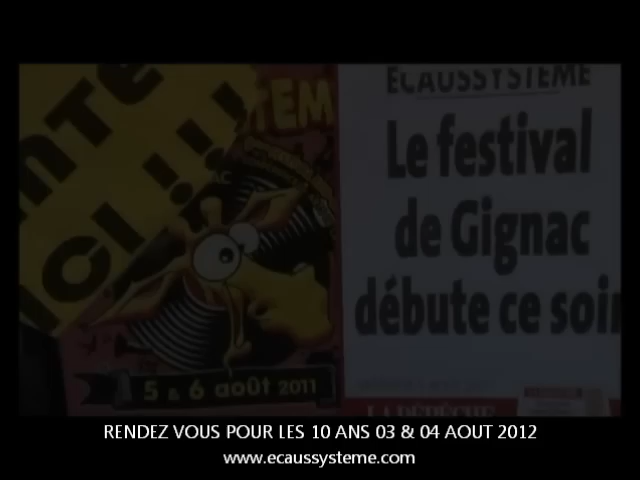 ECAUSSYSTEME
Le festival
de Gignac
débute ce soir
ICI !!!
5 & 6 août 2011
LA DÉPÊCHE
RENDEZ VOUS POUR LES 10 ANS 03 & 04 AOUT 2012
www.ecaussysteme.com